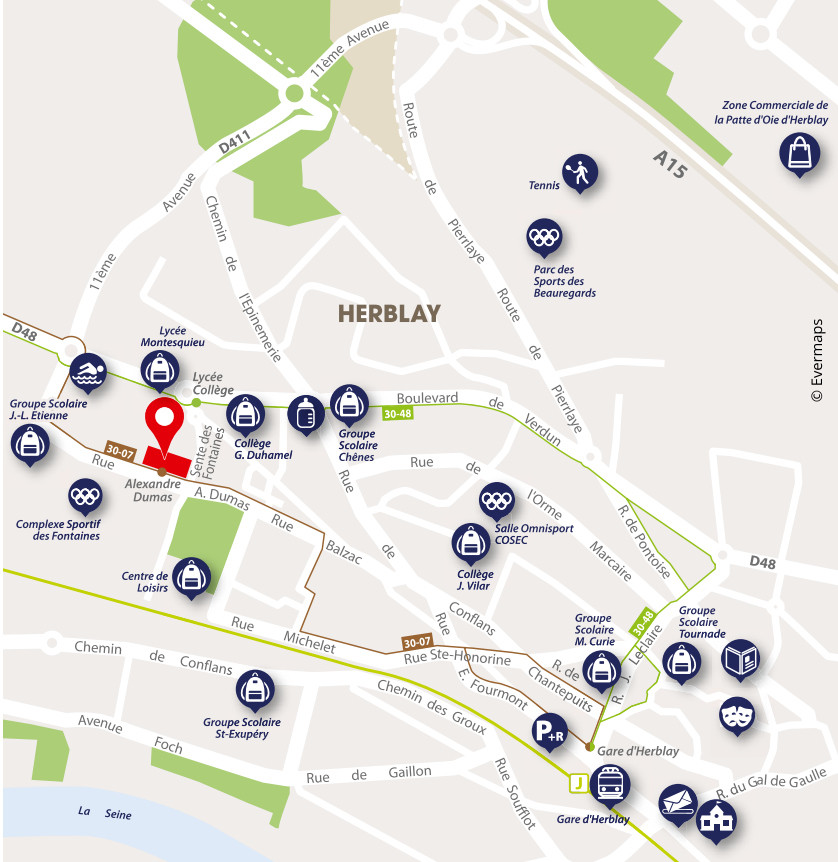 11ème Avenue
Zone Commerciale de
la Patte d'Oie d'Herblay
Route
de
Pierrlaye
D411
A15
Tennis
Avenue
11ème
Chemin
de
l'Epinemerie
Parc des
Sports des
Beauregards
Route
de
Pierrlaye
HERBLAY
© Evermaps
D48
Lycée
Montesquieu
Lycée
Collège
Groupe Scolaire
J.-L. Etienne
Boulevard
de
Verdun
30-48
Collège
G. Duhamel
Groupe
Scolaire
Chênes
Sente des
Fontaines
30-07
Rue
Alexandre
Dumas
A. Dumas
Rue
Balzac
Rue
de
Conflans
Rue
de
l'Orme
Marcaire
Complexe Sportif
des Fontaines
Salle Omnisport
COSEC
Collège
J. Vilar
R. de Pontoise
D48
Centre de
Loisirs
Rue
Michelet
Rue
30-07
Rue Ste-Honorine
Groupe
Scolaire
M. Curie
30-48
Groupe
Scolaire
Tournade
R. J. Leclaire
R. de
Chantepuits
E. Fourmont
Chemin
de
Conflans
Chemin des Groux
Groupe Scolaire
St-Exupéry
Avenue
Foch
P+R
Gare d'Herblay
Rue de Gaillon
Rue Soufflot
J
Gare d'Herblay
R. du Gal de Gaulle
La Seine